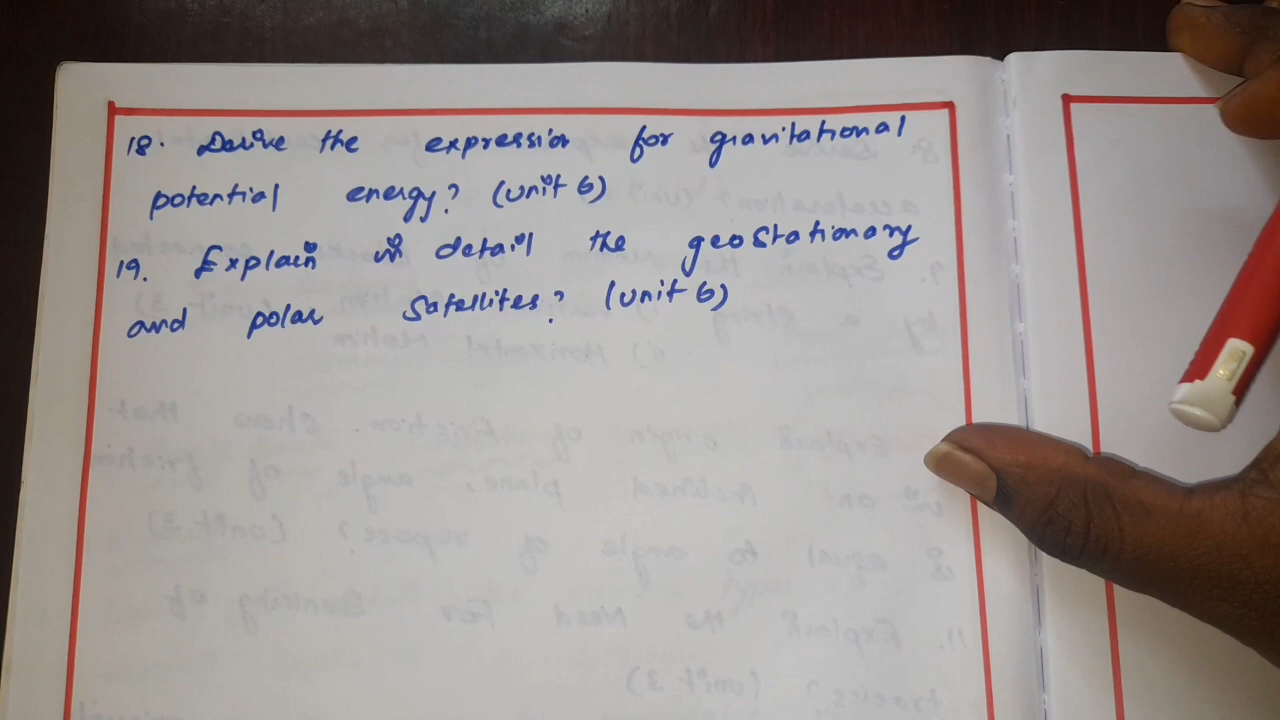 18. Derive the expression for gravitational
potential energy? (unit 6)
19. Explain in detail the geostationary
and polar Satellites? (unit 6)